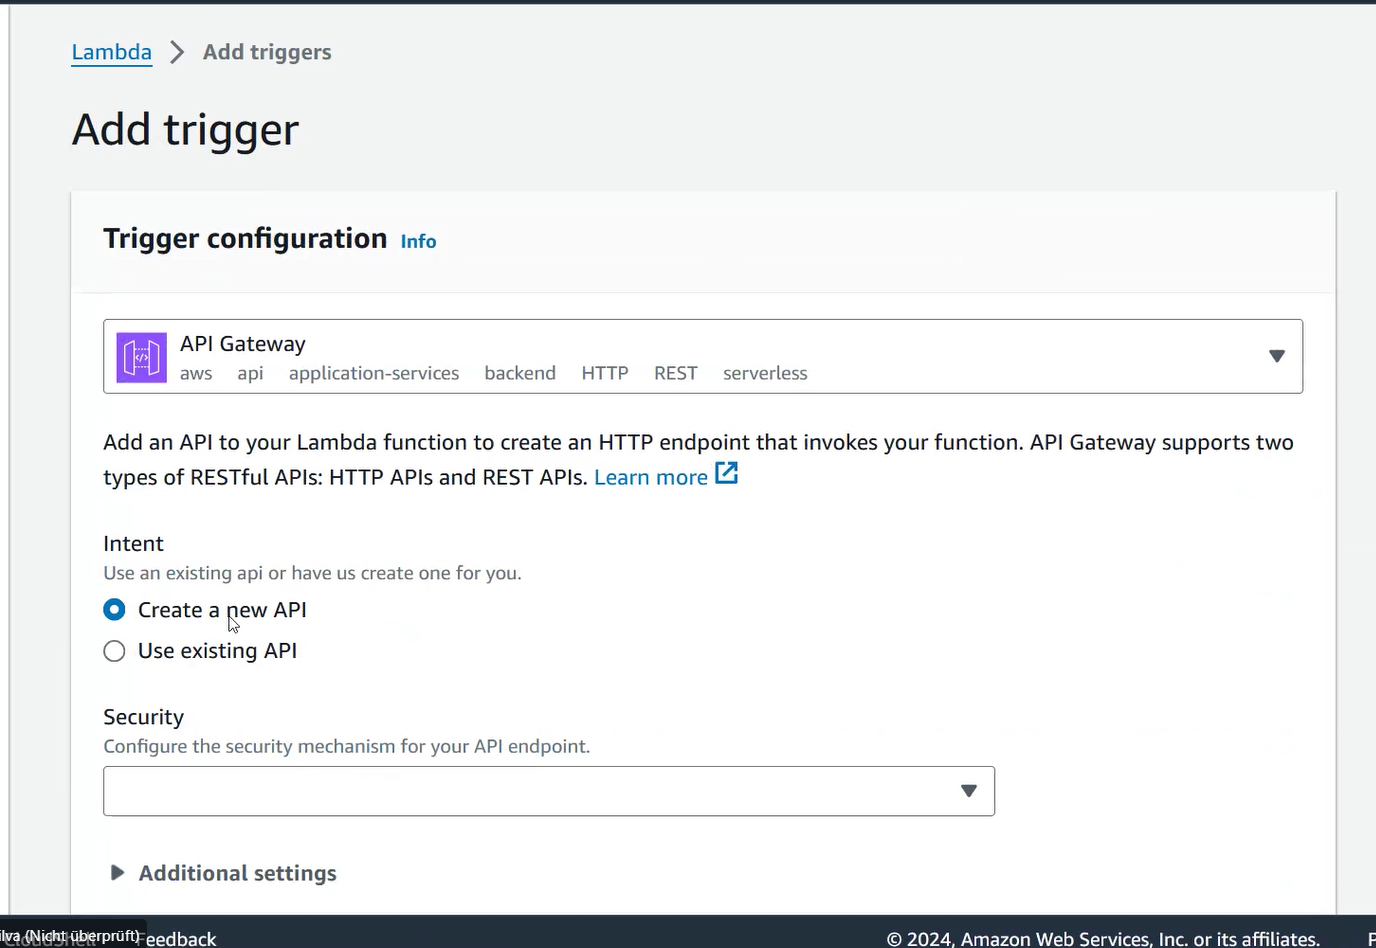 Lambda > Add triggers
Add trigger
Trigger configuration Info
API Gateway
aws api application-services backend HTTP REST serverless
Add an API to your Lambda function to create an HTTP endpoint that invokes your function. API Gateway supports two
types of RESTful APIs: HTTP APIs and REST APIs. Learn more
Intent
Use an existing api or have us create one for you.
Create a new API
Use existing API
Security
Configure the security mechanism for your API endpoint.
Additional settings
(Nicht überprüft)
CloudShell Feedback © 2024, Amazon Web Services, Inc. or its affiliates.